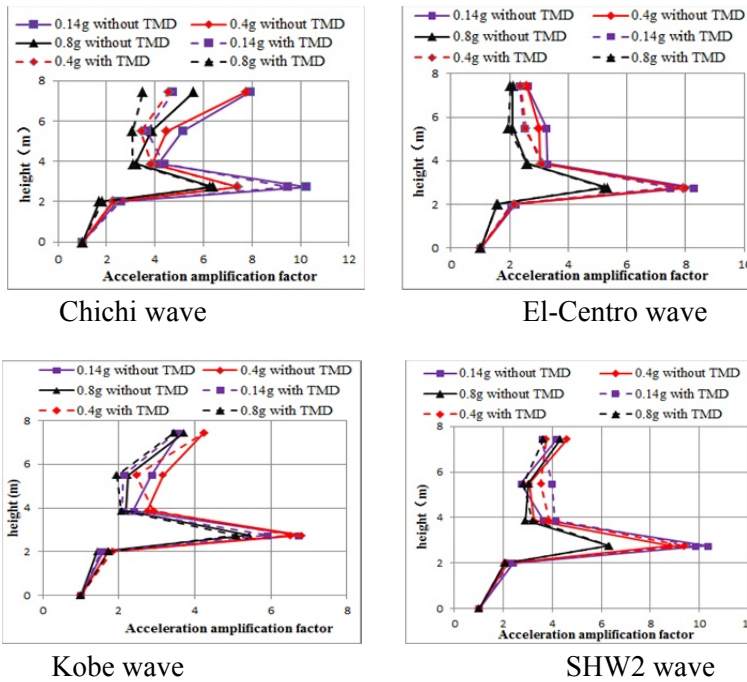 0.14g without TMD 0.4g without TMD
0.8g without TMD 0.14g with TMD
0.4g with TMD 0.8g with TMD
height (m)
8
6
4
2
0
0 2 4 6 8 10 12
Acceleration amplification factor
Chichi wave
0.14g without TMD 0.4g without TMD
0.8g without TMD 0.14g with TMD
0.4g with TMD 0.8g with TMD
height (m)
8
6
4
2
0
0 2 4 6 8 10
Acceleration amplification factor
El-Centro wave
0.14g without TMD 0.4g without TMD
0.8g without TMD 0.14g with TMD
0.4g with TMD 0.8g with TMD
height (m)
8
6
4
2
0
0 2 4 6 8
Acceleration amplification factor
Kobe wave
0.14g without TMD 0.4g without TMD
0.8g without TMD 0.14g with TMD
0.4g with TMD 0.8g with TMD
height (m)
8
6
4
2
0
0 2 4 6 8 10 12
Acceleration amplification factor
SHW2 wave